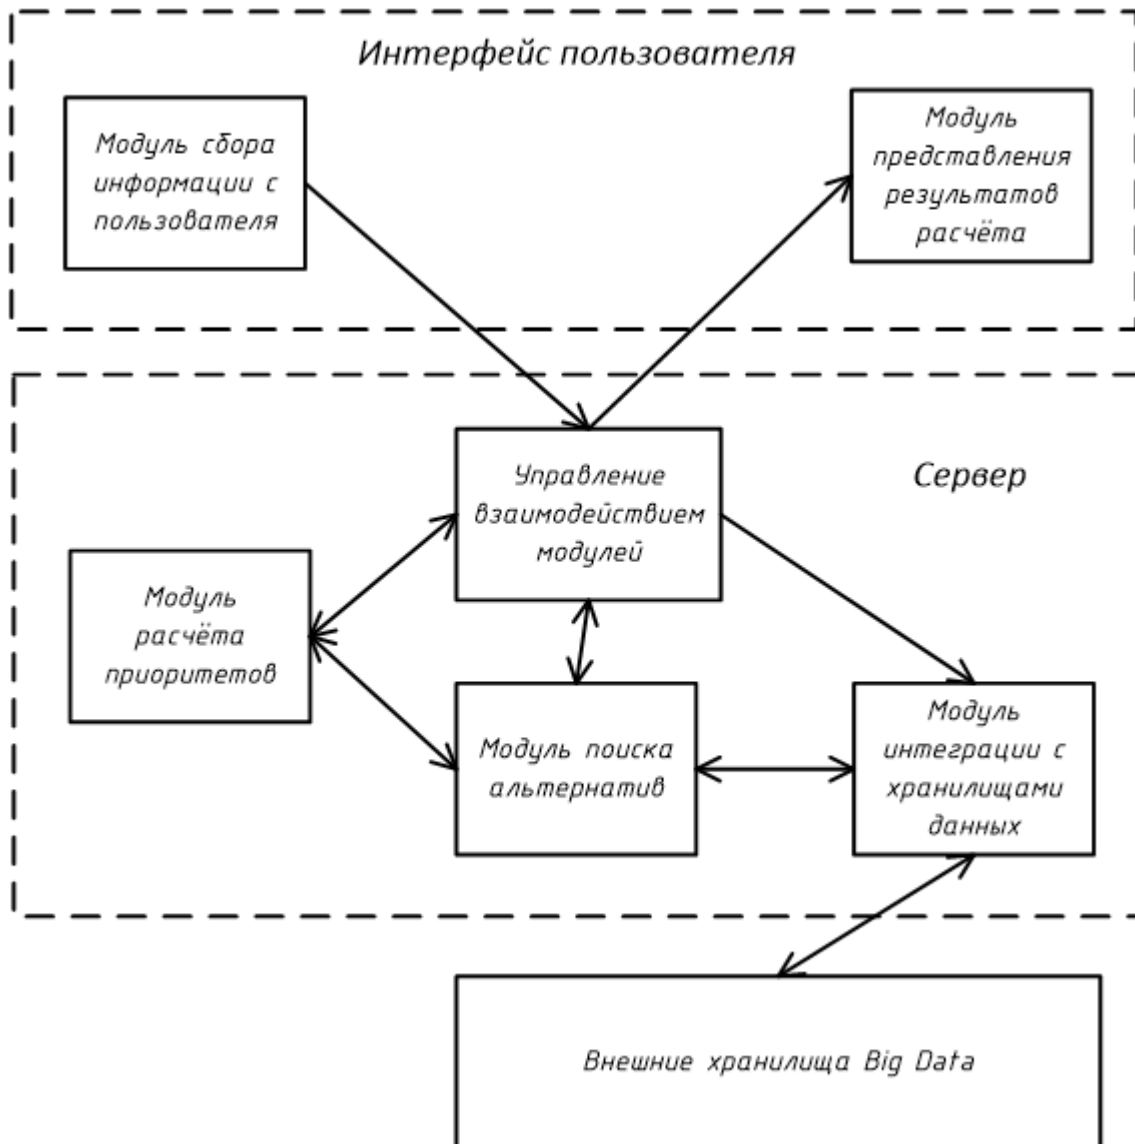 Интерфейс пользователя
Модуль сбора
информации с
пользователя
Модуль
представления
результатов
расчёта
Управление
взаимодействием
модулей
Сервер
Модуль
расчёта
приоритетов
Модуль поиска
альтернатив
Модуль
интеграции с
хранилищами
данных
Внешние хранилища Big Data